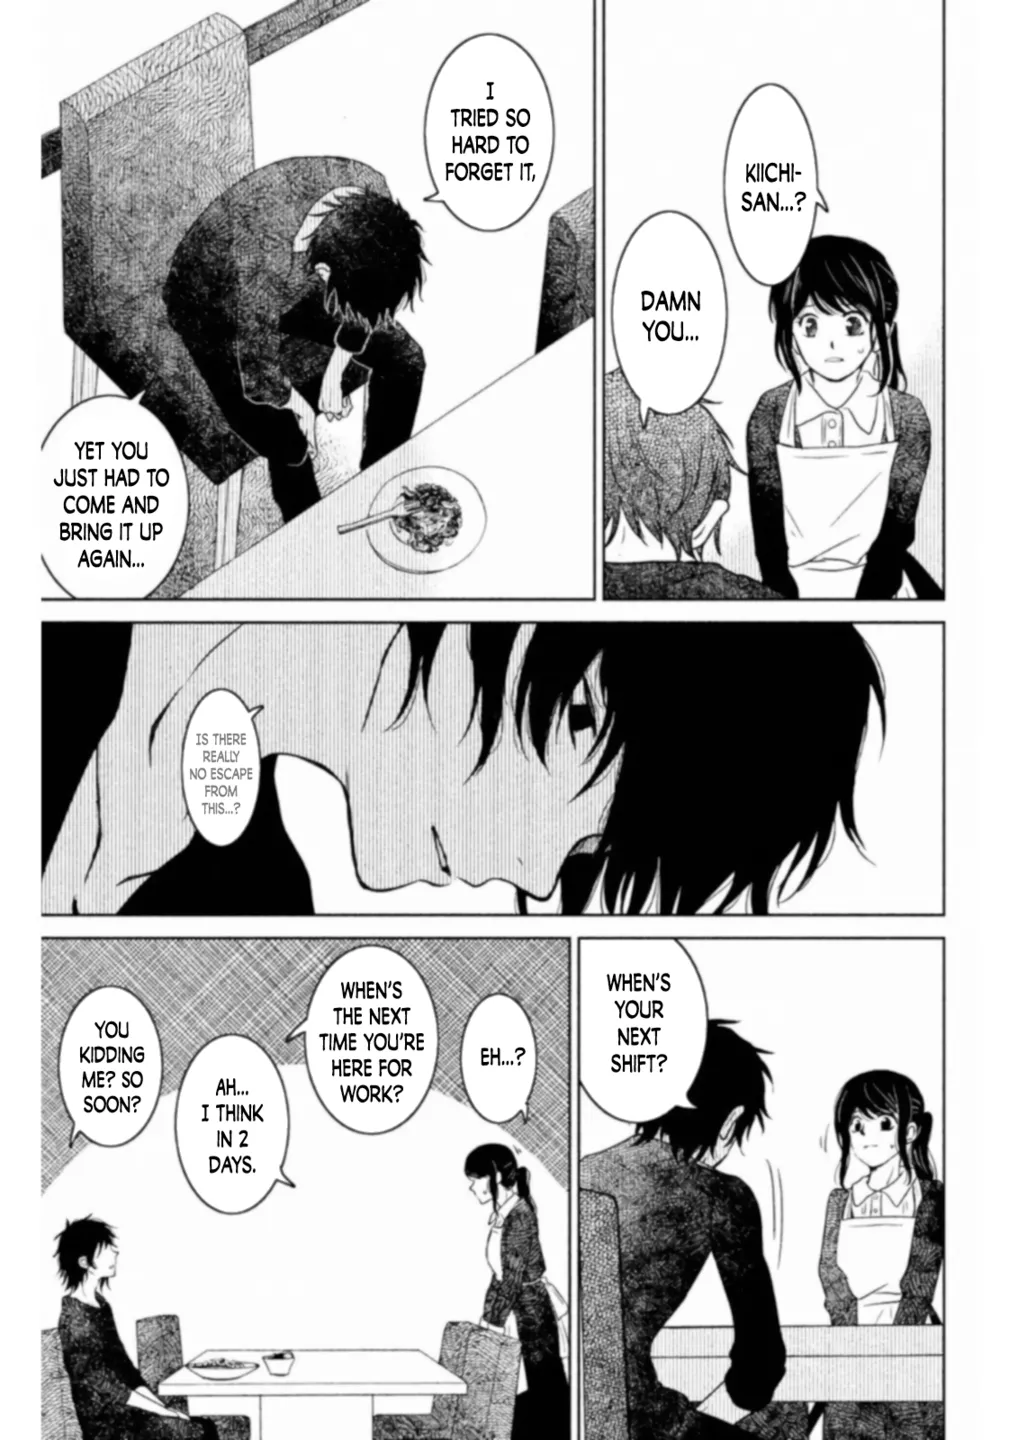 KIICHI-
SAN...?
DAMN
YOU...
I
TRIED SO
HARD TO
FORGET IT,
YET YOU
JUST HAD TO
COME AND
BRING IT UP
AGAIN...
IS THERE
REALLY
NO ESCAPE
FROM
THIS...?
WHEN'S
YOUR
NEXT
SHIFT?
EH...?
WHEN'S
THE NEXT
TIME YOU'RE
HERE FOR
WORK?
AH...
I THINK
IN 2
DAYS.
YOU
KIDDING
ME? SO
SOON?